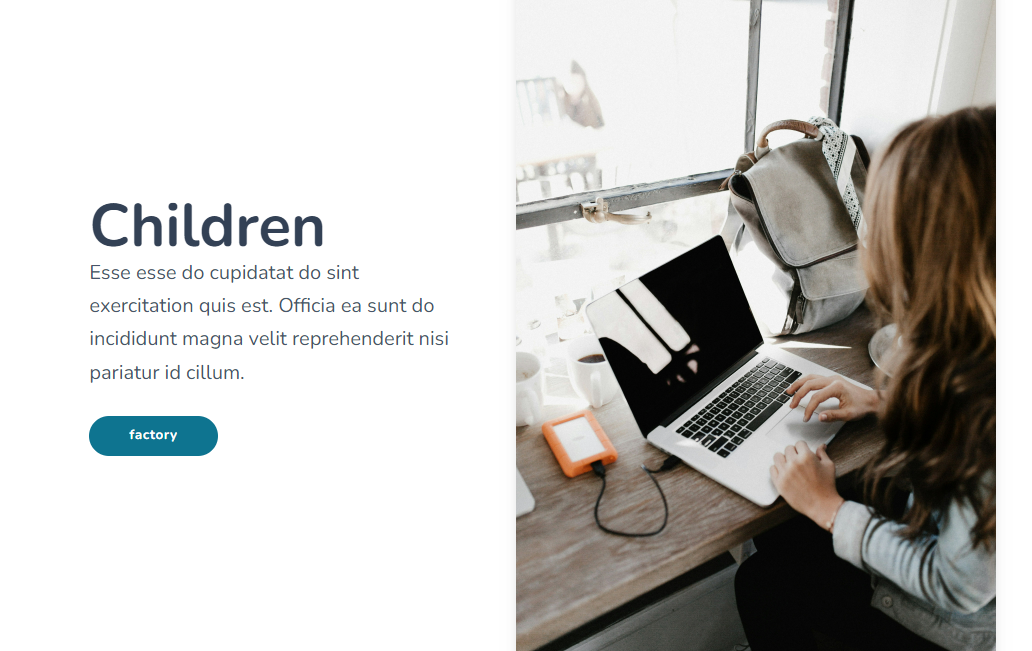 Children
Esse esse do cupidatat do sint
exercitation quis est. Officia ea sunt do
incididunt magna velit reprehenderit nisi
pariatur id cillum.
factory